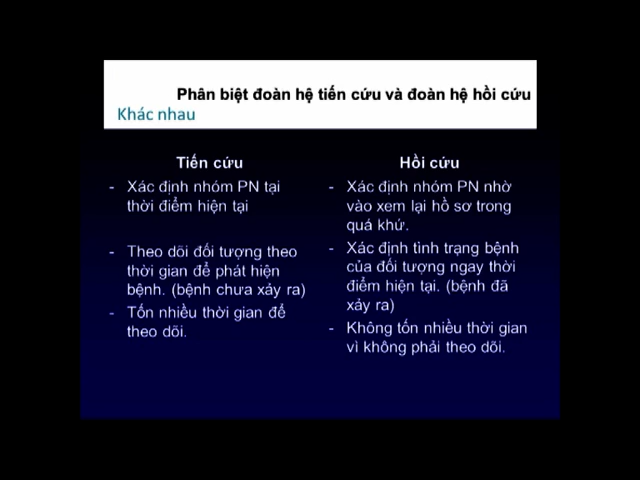 Phân biệt đoàn hệ tiến cứu và đoàn hệ hồi cứu
Khác nhau
Tiến cứu
- Xác định nhóm PN tại
thời điểm hiện tại
- Theo dõi đối tượng theo
thời gian để phát hiện
bệnh. (bệnh chưa xảy ra)
- Tốn nhiều thời gian để
theo dõi.
Hồi cứu
- Xác định nhóm PN nhờ
vào xem lại hồ sơ trong
quá khứ.
- Xác định tình trạng bệnh
của đối tượng ngay thời
điểm hiện tại. (bệnh đã
xảy ra)
- Không tốn nhiều thời gian
vì không phải theo dõi.